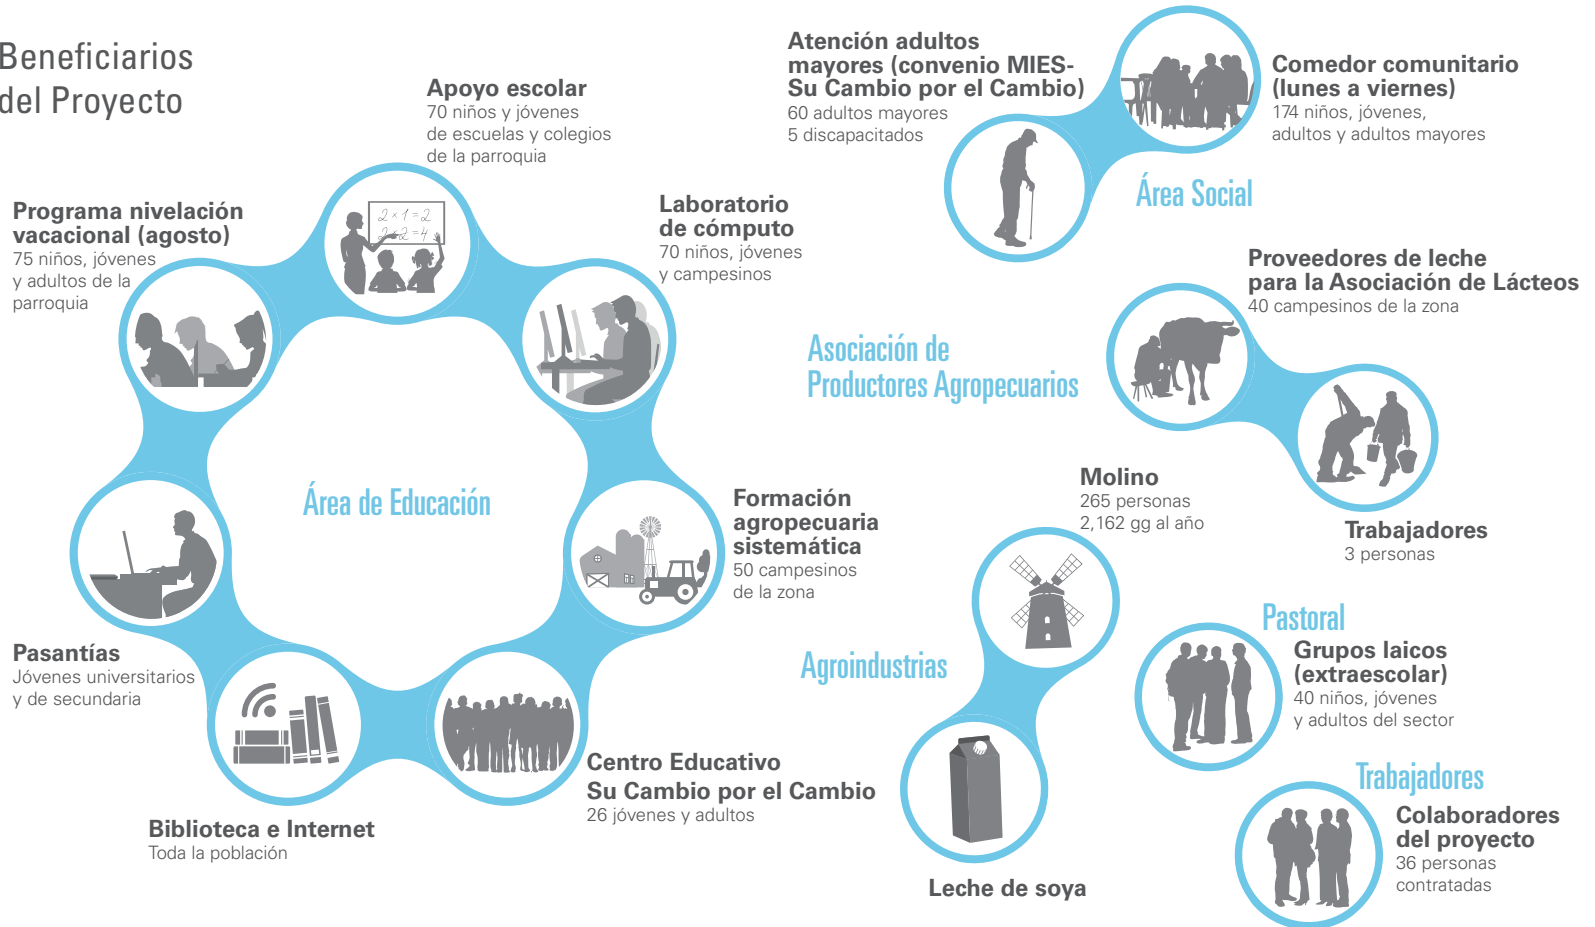 Beneficiarios
del Proyecto
Apoyo escolar
70 niños y jóvenes
de escuelas y colegios
de la parroquia
Programa nivelación
vacacional (agosto)
75 niños, jóvenes
y adultos de la
parroquia
2 x 1 = 2
2 x 2 = 4
Laboratorio
de cómputo
70 niños, jóvenes
y campesinos
Área de Educación
Formación
agropecuaria
sistemática
50 campesinos
de la zona
Pasantías
Jóvenes universitarios
y de secundaria
Biblioteca e Internet
Toda la población
Centro Educativo
Su Cambio por el Cambio
26 jóvenes y adultos
Atención adultos
mayores (convenio MIES-
Su Cambio por el Cambio)
60 adultos mayores
5 discapacitados
Comedor comunitario
(lunes a viernes)
174 niños, jóvenes,
adultos y adultos mayores
Área Social
Proveedores de leche
para la Asociación de Lácteos
40 campesinos de la zona
Asociación de
Productores Agropecuarios
Trabajadores
3 personas
Molino
265 personas
2,162 gg al año
Agroindustrias
Leche de soya
Pastoral
Grupos laicos
(extraescolar)
40 niños, jóvenes
y adultos del sector
Trabajadores
Colaboradores
del proyecto
36 personas
contratadas